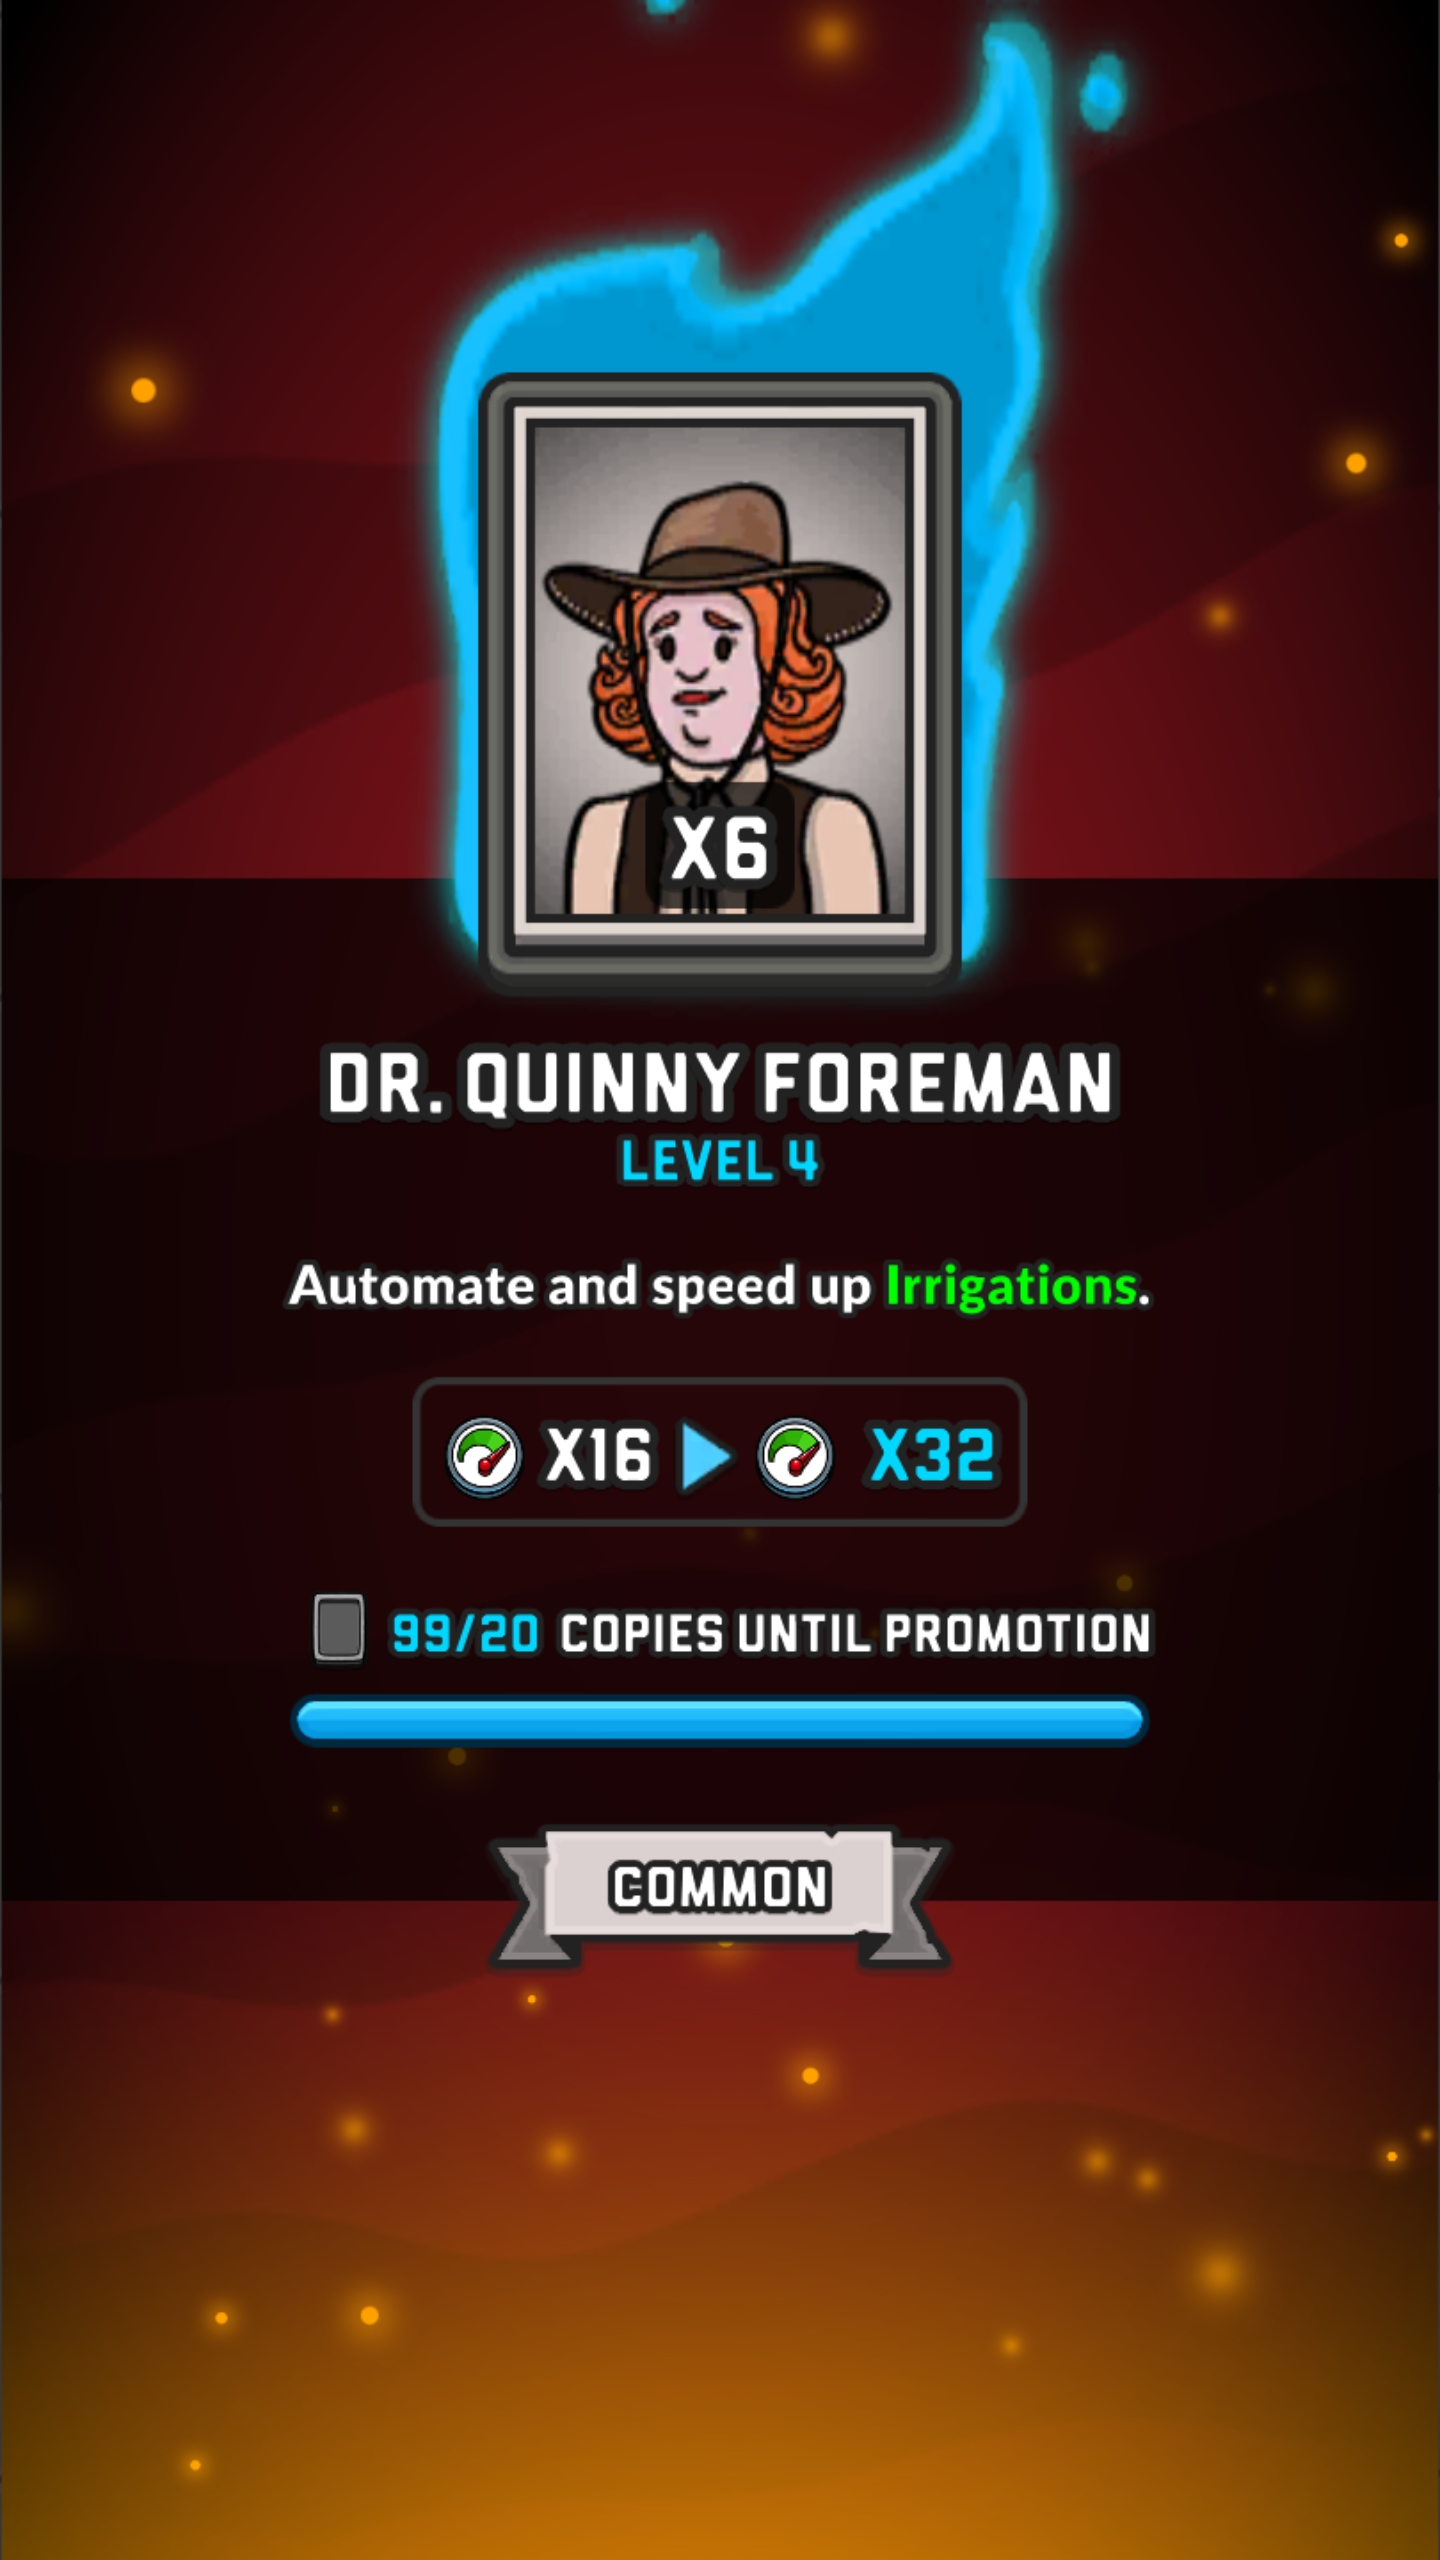 X6
DR. QUINNY FOREMAN
LEVEL 4
Automate and speed up Irrigations.
X16 X32
99/20 COPIES UNTIL PROMOTION
COMMON